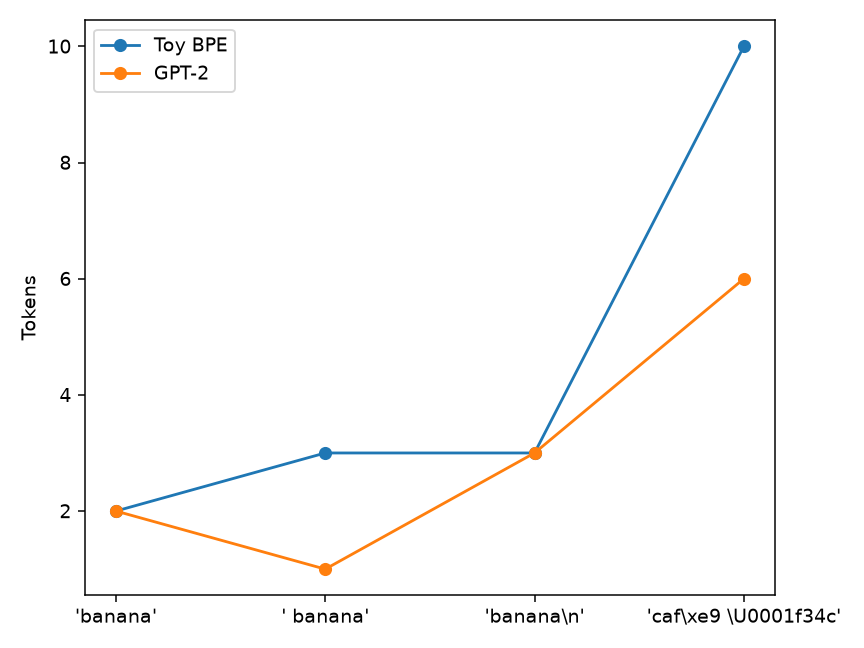 Toy BPE
GPT-2
10
8
6
4
2
Tokens
'banana'
' banana'
'banana\n'
'caf\xe9 \U0001f34c'